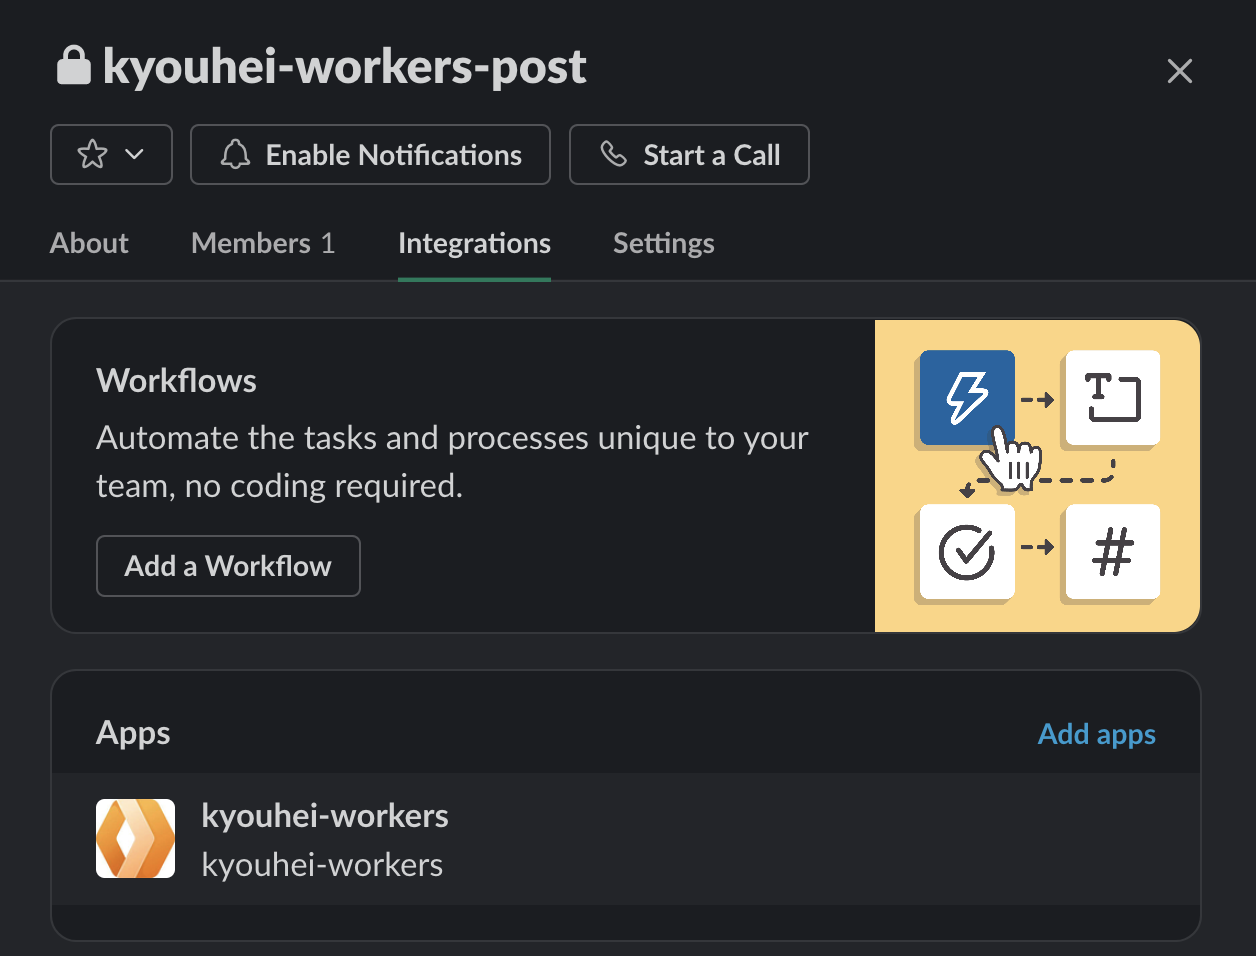 kyouhei-workers-post
Enable Notifications
Start a Call
About
Members 1
Integrations
Settings
Workflows
Automate the tasks and processes unique to your
team, no coding required.
Add a Workflow
T
#
Apps
Add apps
kyouhei-workers
kyouhei-workers